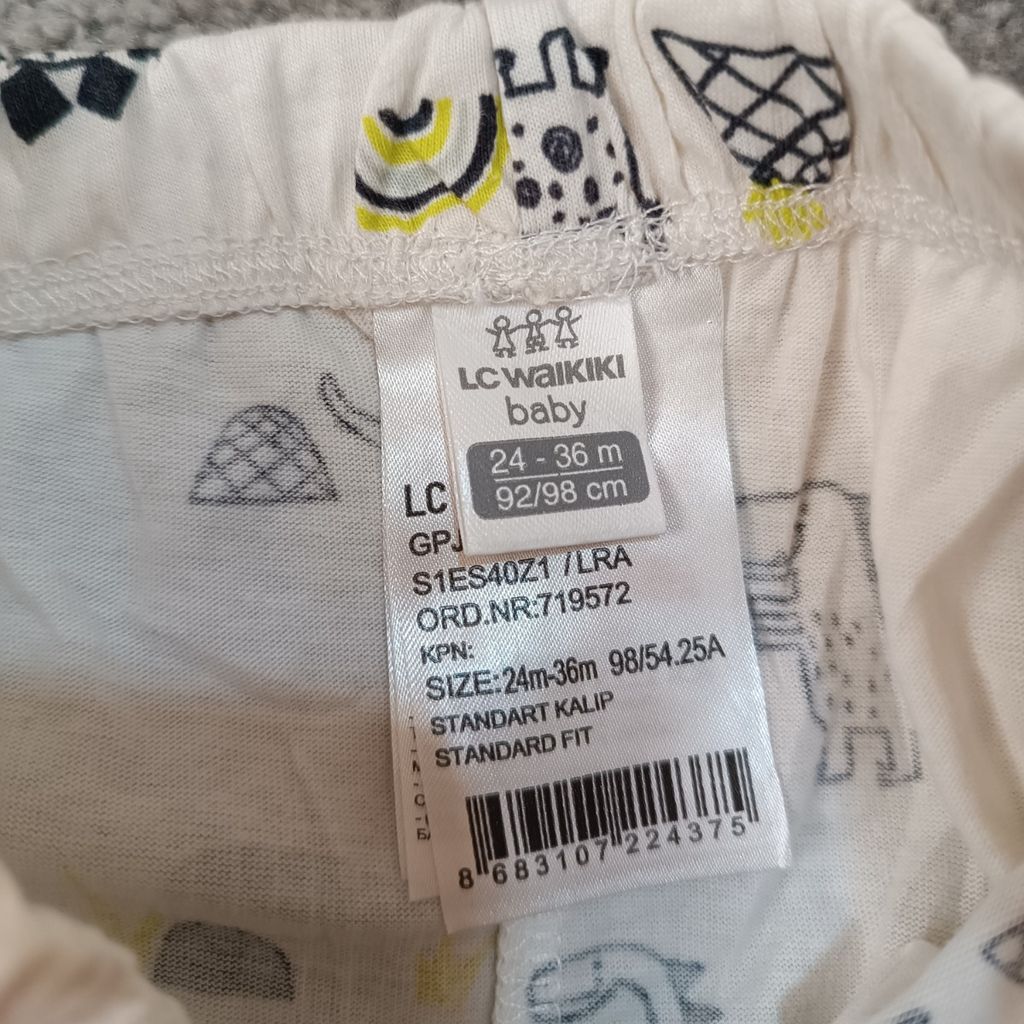 LC WAIKIKI
baby
24 - 36 m
92/98 cm
LC
GPJ
S1ES40Z1 /LRA
ORD.NR:719572
KPN:
SIZE:24m-36m 98/54.25A
STANDART KALIP
STANDARD FIT
8 683107 224375